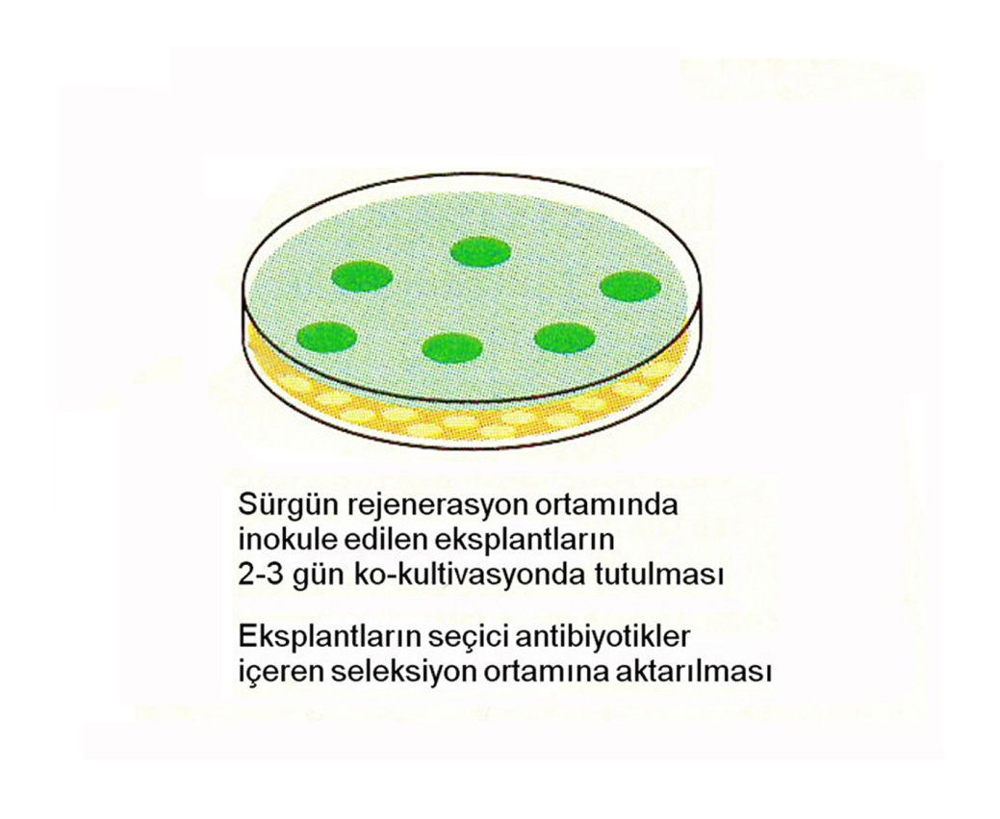 Sürgün rejenerasyon ortamında
inokule edilen eksplantların
2-3 gün ko-kultivasyonda tutulması
Eksplantların seçici antibiyotikler
içeren seleksiyon ortamına aktarılması